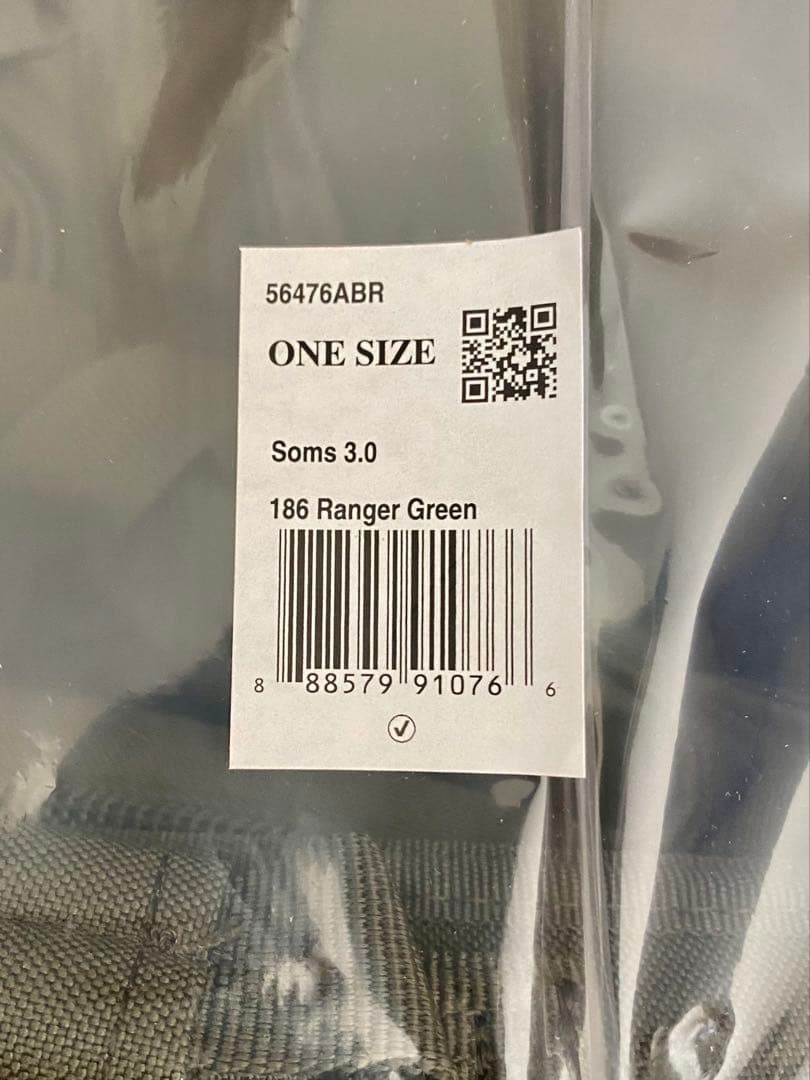 56476ABR
ONE SIZE
Soms 3.0
186 Ranger Green
8 88579 91076 6